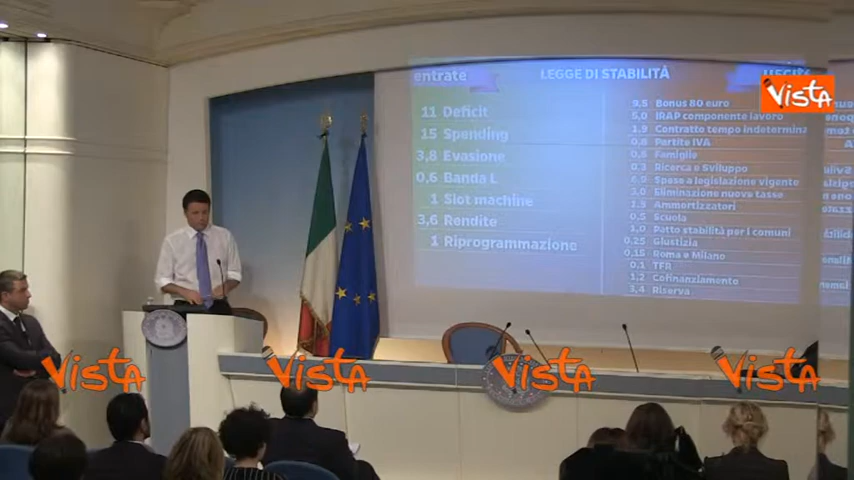 entrate
LEGGE DI STABILITÀ
11 Deficit
15 Spending
3,8 Evasione
0,6 Banda L
1 Slot machine
3,6 Rendite
1 Riprogrammazione
9,5 Bonus 80 euro
5,0 IRAP componente lavoro
1,9 Contratto tempo indetermina
0,8 Partite IVA
0,5 Famiglie
0,3 Ricerca e Sviluppo
6,9 Spese a legislazione vigente
3,0 Eliminazione nuove tasse
1,5 Ammortizzatori
0,5 Scuola
1,0 Patto stabilità per i comuni
0,25 Giustizia
0,15 Roma e Milano
0,1 TFR
1,2 Cofinanziamento
3,4 Riserva
VISTA
VISTA
VISTA
VISTA
VISTA